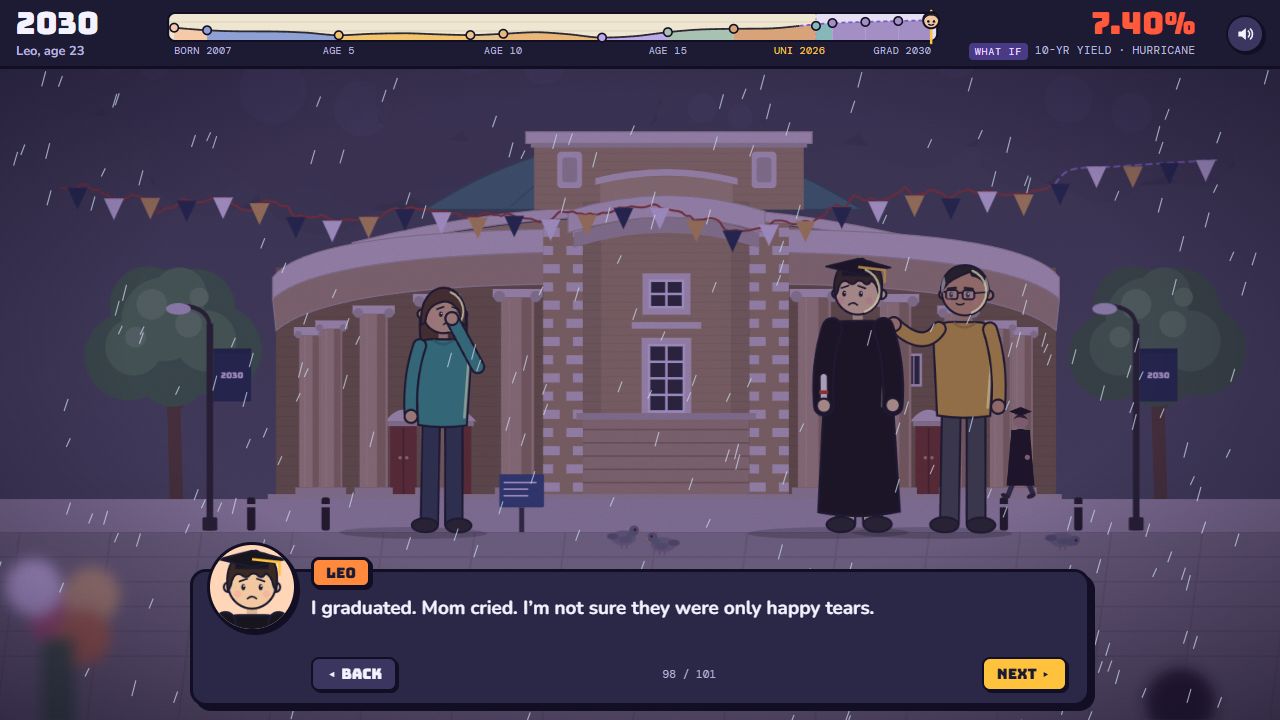 2030
Leo, age 23
BORN 2007
AGE 5
AGE 10
AGE 15
UNI 2026
GRAD 2030
7.40%
WHAT IF 10-YR YIELD · HURRICANE
2030
2030
LEO
I graduated. Mom cried. I'm not sure they were only happy tears.
◂ BACK
98 / 101
NEXT ▸